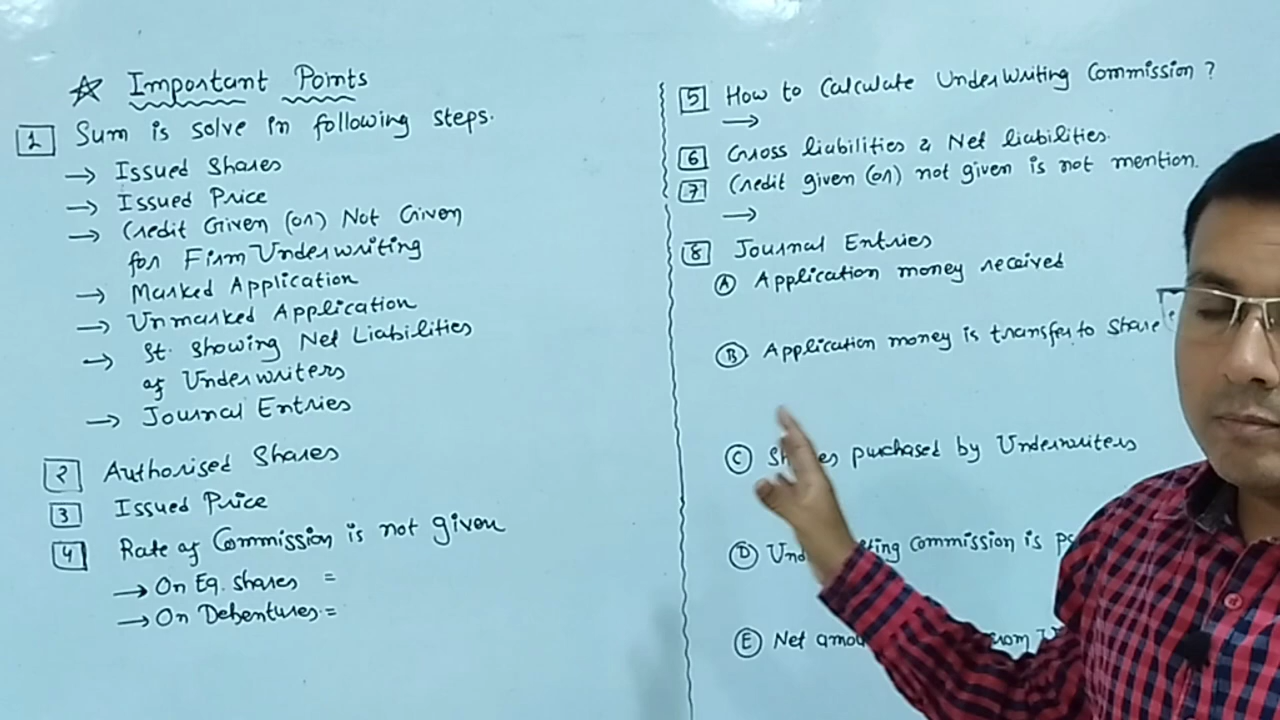 ☆ Important Points
1 Sum is solve in following steps.
→ Issued Shares
→ Issued Price
→ Credit Given (or) Not Given
for Firm Underwriting
→ Marked Application
→ Unmarked Application
→ St. showing Net Liabilities
of Underwriters
→ Journal Entries
2 Authorised Shares
3 Issued Price
4 Rate of Commission is not given
→ On Eq. shares =
→ On Debentures =
5 How to Calculate Underwriting Commission ?
→
6 Gross liabilities & Net liabilities.
7 Credit given (or) not given is not mention.
→
8 Journal Entries
A Application money received
B Application money is transfer to Share
C purchased by Underwriters
D commission is
E Net